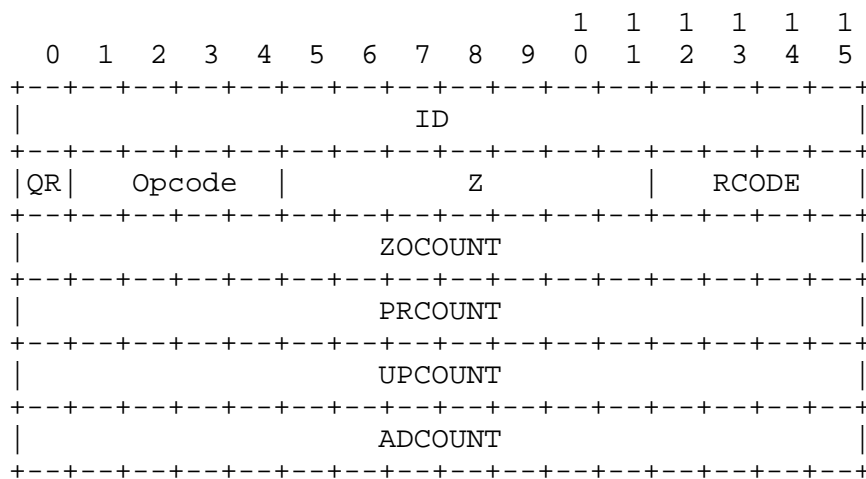 1  1  1  1  1  1
  0  1  2  3  4  5  6  7  8  9  0  1  2  3  4  5
+--+--+--+--+--+--+--+--+--+--+--+--+--+--+--+--+
|                      ID                       |
+--+--+--+--+--+--+--+--+--+--+--+--+--+--+--+--+
|QR|   Opcode  |          Z         |   RCODE   |
+--+--+--+--+--+--+--+--+--+--+--+--+--+--+--+--+
|                    ZOCOUNT                    |
+--+--+--+--+--+--+--+--+--+--+--+--+--+--+--+--+
|                    PRCOUNT                    |
+--+--+--+--+--+--+--+--+--+--+--+--+--+--+--+--+
|                    UPCOUNT                    |
+--+--+--+--+--+--+--+--+--+--+--+--+--+--+--+--+
|                    ADCOUNT                    |
+--+--+--+--+--+--+--+--+--+--+--+--+--+--+--+--+